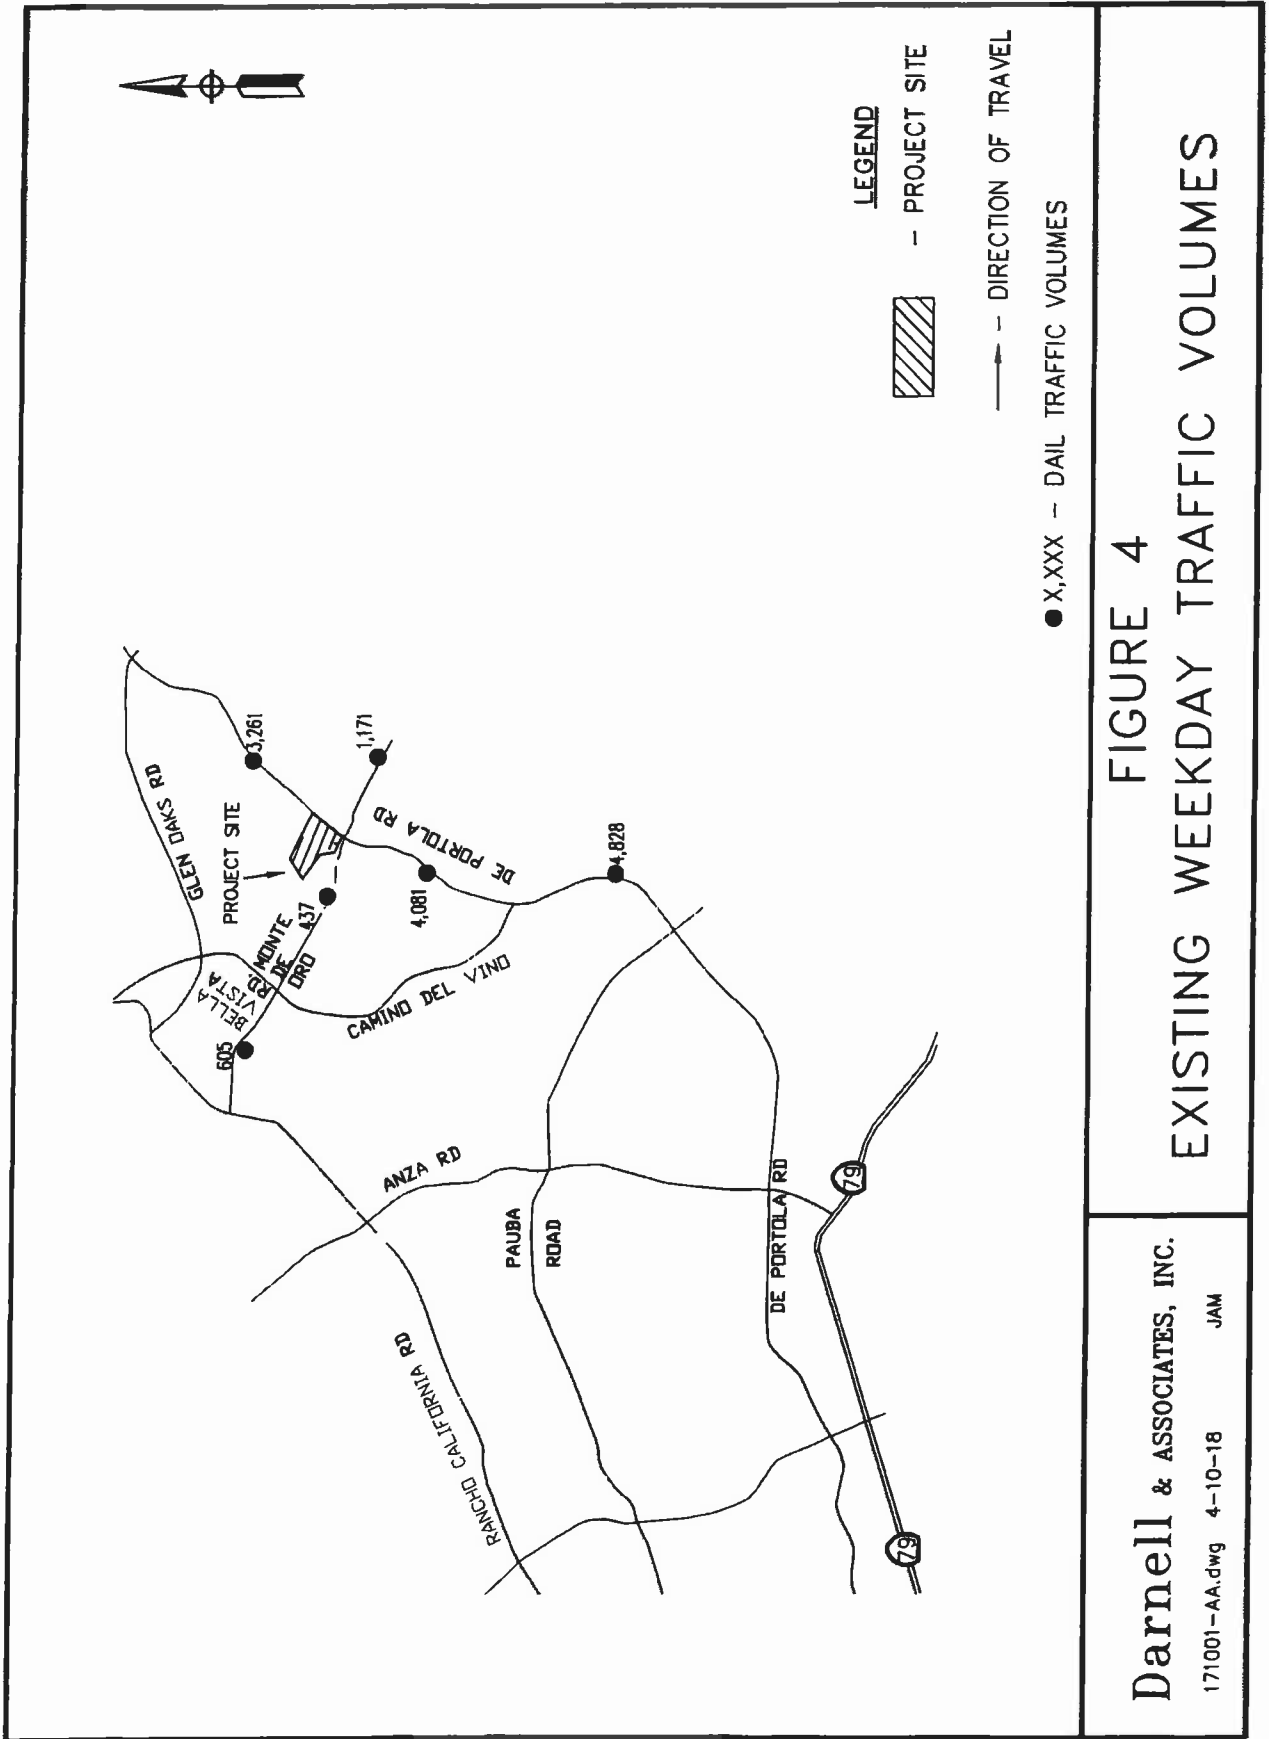 GLEN OAKS RD
PROJECT SITE
3,261
1,171
BELLA
VISTA
RD.
MONTE
DE
ORO
437
605
DE PORTOLA RD
4,081
4,828
CAMINO DEL VINO
ANZA RD
PAUBA
ROAD
RANCHO CALIFORNIA RD
DE PORTOLA RD
79
79
LEGEND
- PROJECT SITE
- DIRECTION OF TRAVEL
X,XXX - DAIL TRAFFIC VOLUMES
Darnell & ASSOCIATES, INC.
171001-AA.dwg 4-10-18 JAM
FIGURE 4
EXISTING WEEKDAY TRAFFIC VOLUMES